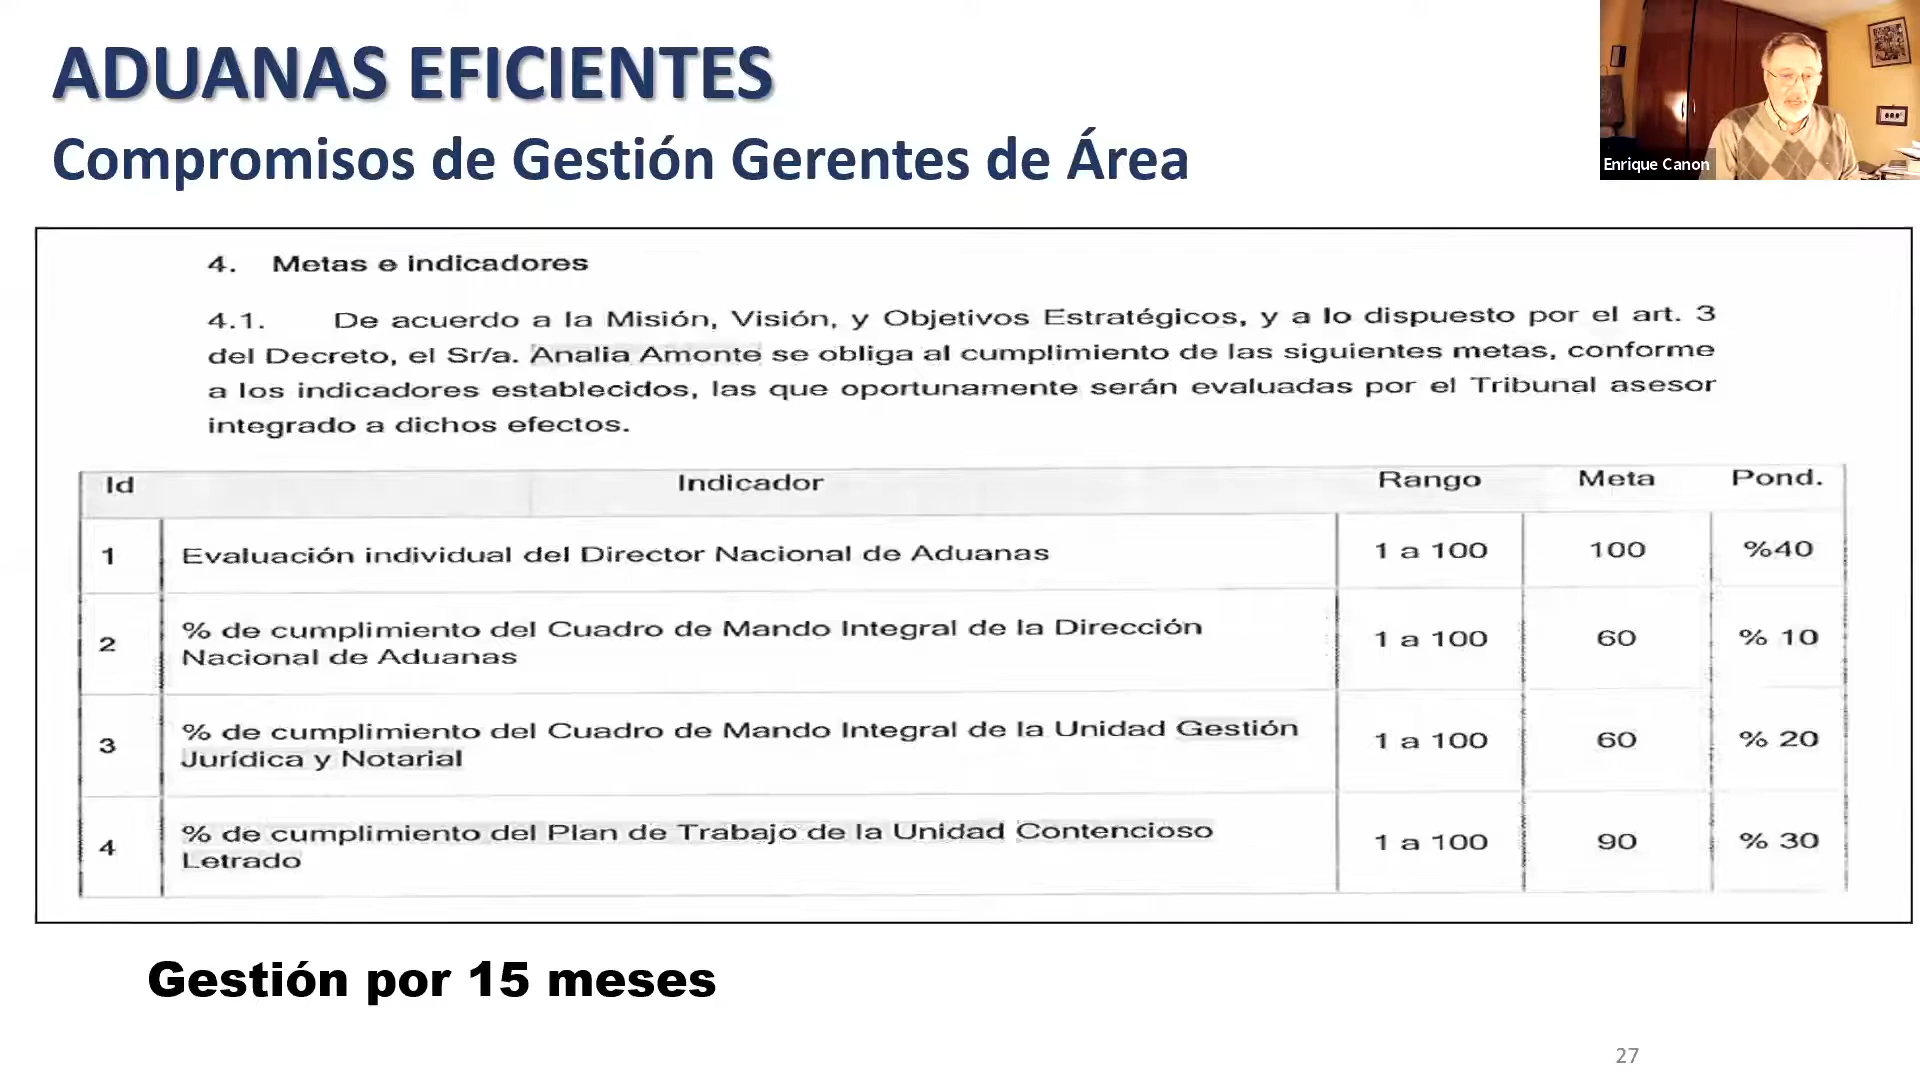 ADUANAS EFICIENTES
Compromisos de Gestión Gerentes de Área
Enrique Canon
4. Metas e indicadores
4.1. De acuerdo a la Misión, Visión, y Objetivos Estratégicos, y a lo dispuesto por el art. 3
del Decreto, el Sr/a. Analia Amonte se obliga al cumplimiento de las siguientes metas, conforme
a los indicadores establecidos, las que oportunamente serán evaluadas por el Tribunal asesor
integrado a dichos efectos.
Id Indicador Rango Meta Pond.
1 Evaluación individual del Director Nacional de Aduanas 1 a 100 100 %40
2 % de cumplimiento del Cuadro de Mando Integral de la Dirección
Nacional de Aduanas 1 a 100 60 % 10
3 % de cumplimiento del Cuadro de Mando Integral de la Unidad Gestión
Jurídica y Notarial 1 a 100 60 % 20
4 % de cumplimiento del Plan de Trabajo de la Unidad Contencioso
Letrado 1 a 100 90 % 30
Gestión por 15 meses
27